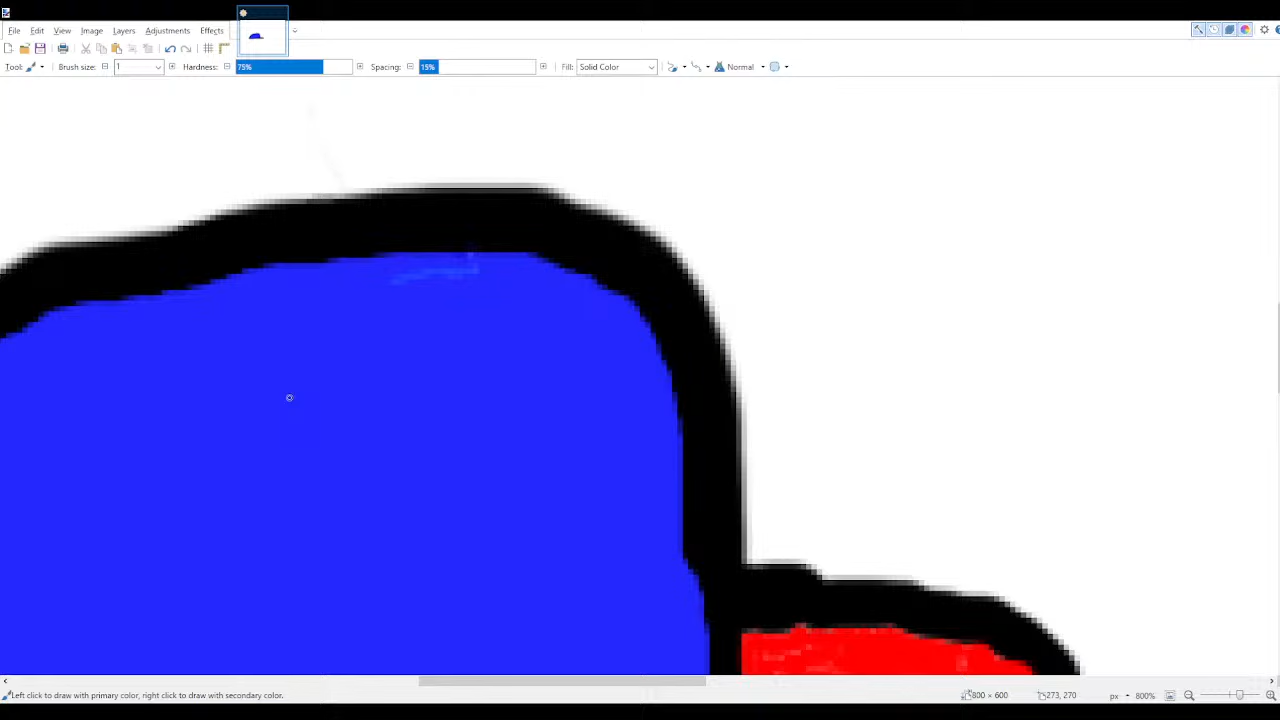 File Edit View Image Layers Adjustments Effects
Tool: Brush size: 1 Hardness: 75% Spacing: 15% Fill: Solid Color Normal
Left click to draw with primary color, right click to draw with secondary color. 800 × 600 273, 270 px 800%